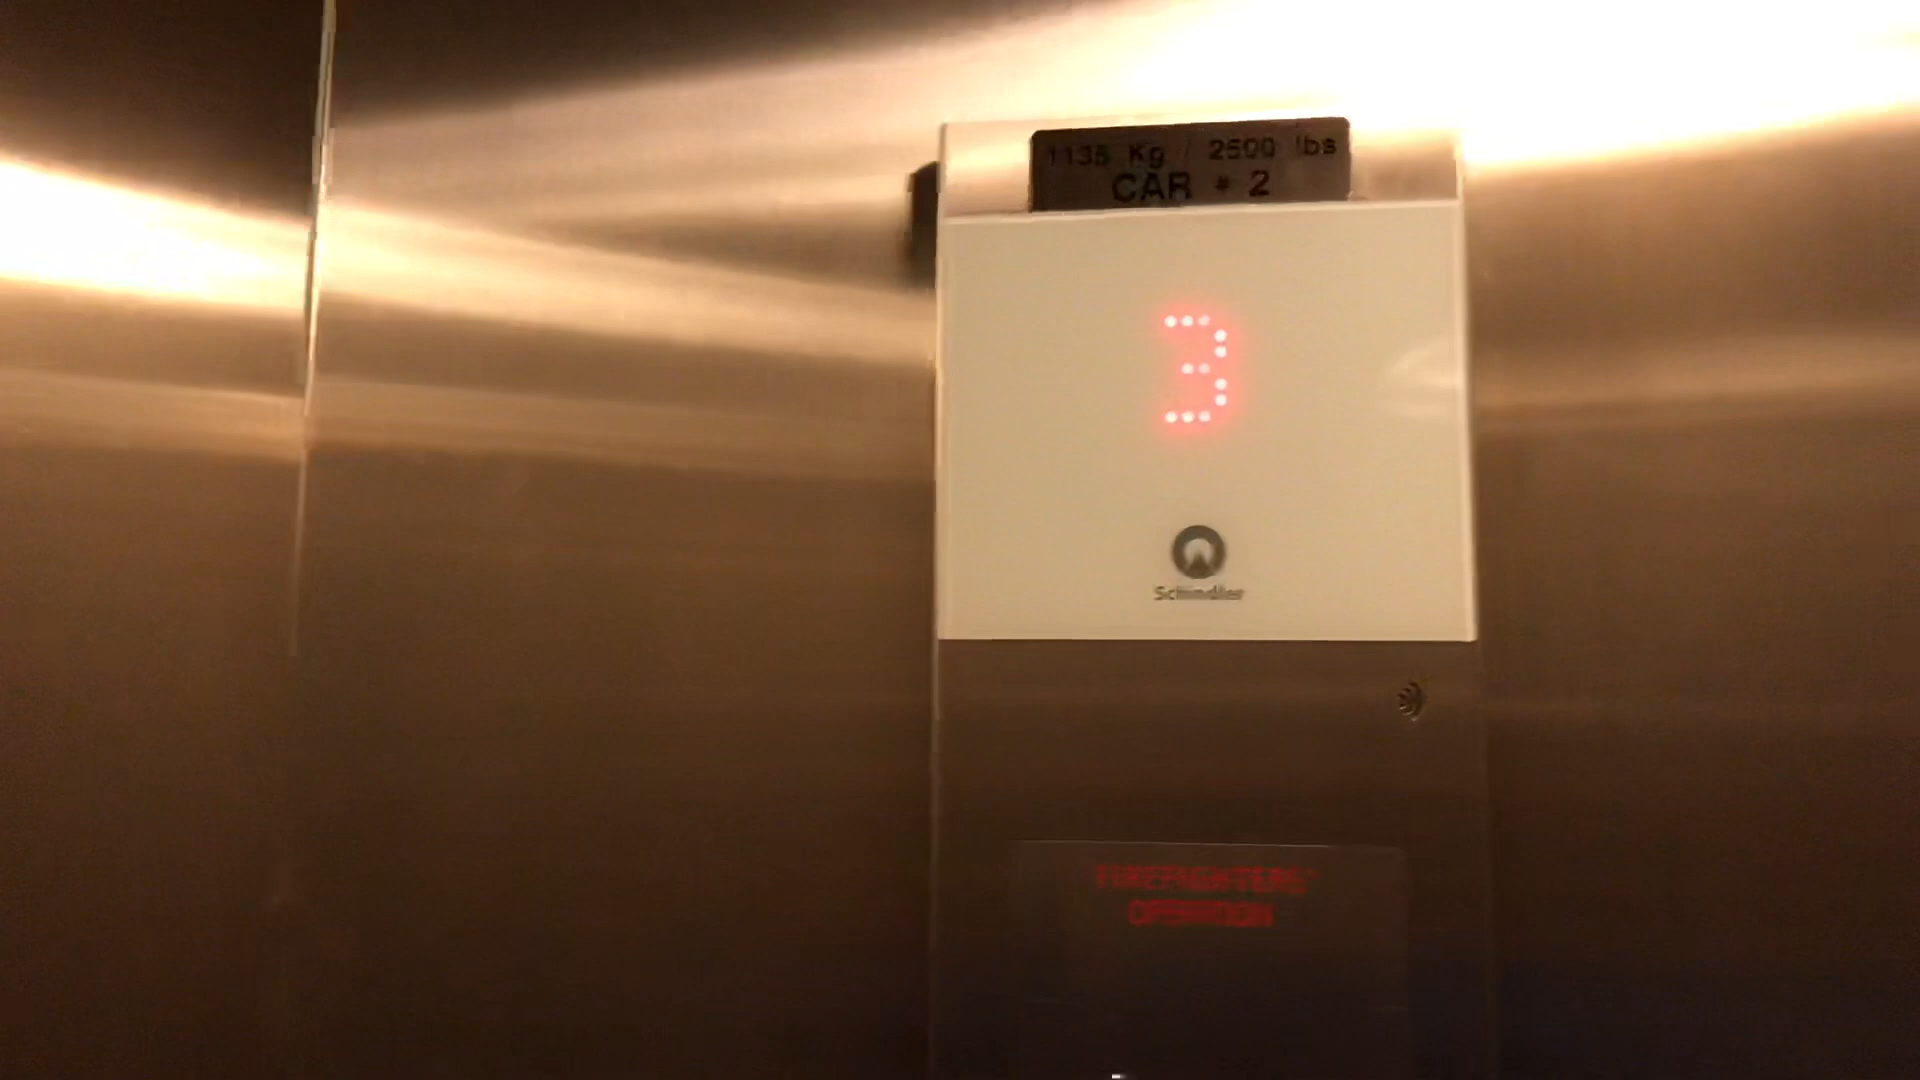 1135 Kg / 2500 lbs
CAR # 2
3
Schindler
FIREFIGHTERS'
OPERATION